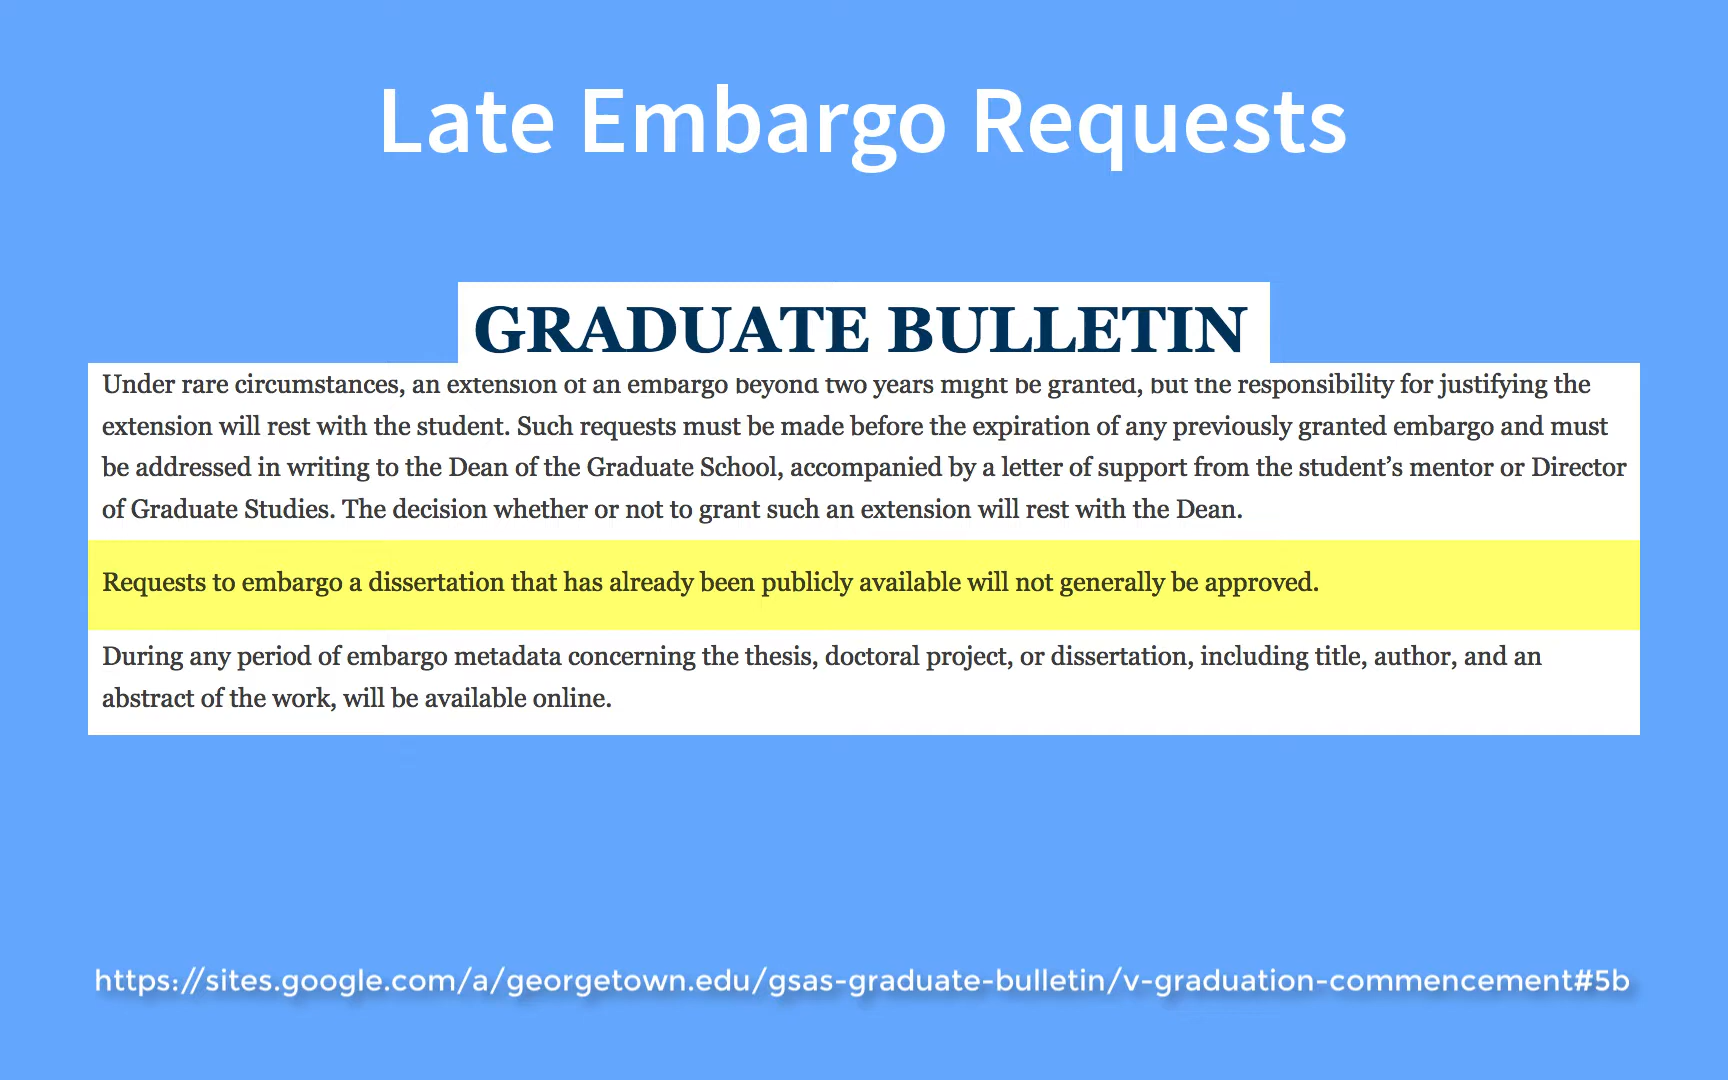 Late Embargo Requests
GRADUATE BULLETIN
Under rare circumstances, an extension of an embargo beyond two years might be granted, but the responsibility for justifying the
extension will rest with the student. Such requests must be made before the expiration of any previously granted embargo and must
be addressed in writing to the Dean of the Graduate School, accompanied by a letter of support from the student’s mentor or Director
of Graduate Studies. The decision whether or not to grant such an extension will rest with the Dean.
Requests to embargo a dissertation that has already been publicly available will not generally be approved.
During any period of embargo metadata concerning the thesis, doctoral project, or dissertation, including title, author, and an
abstract of the work, will be available online.
https://sites.google.com/a/georgetown.edu/gsas-graduate-bulletin/v-graduation-commencement#5b